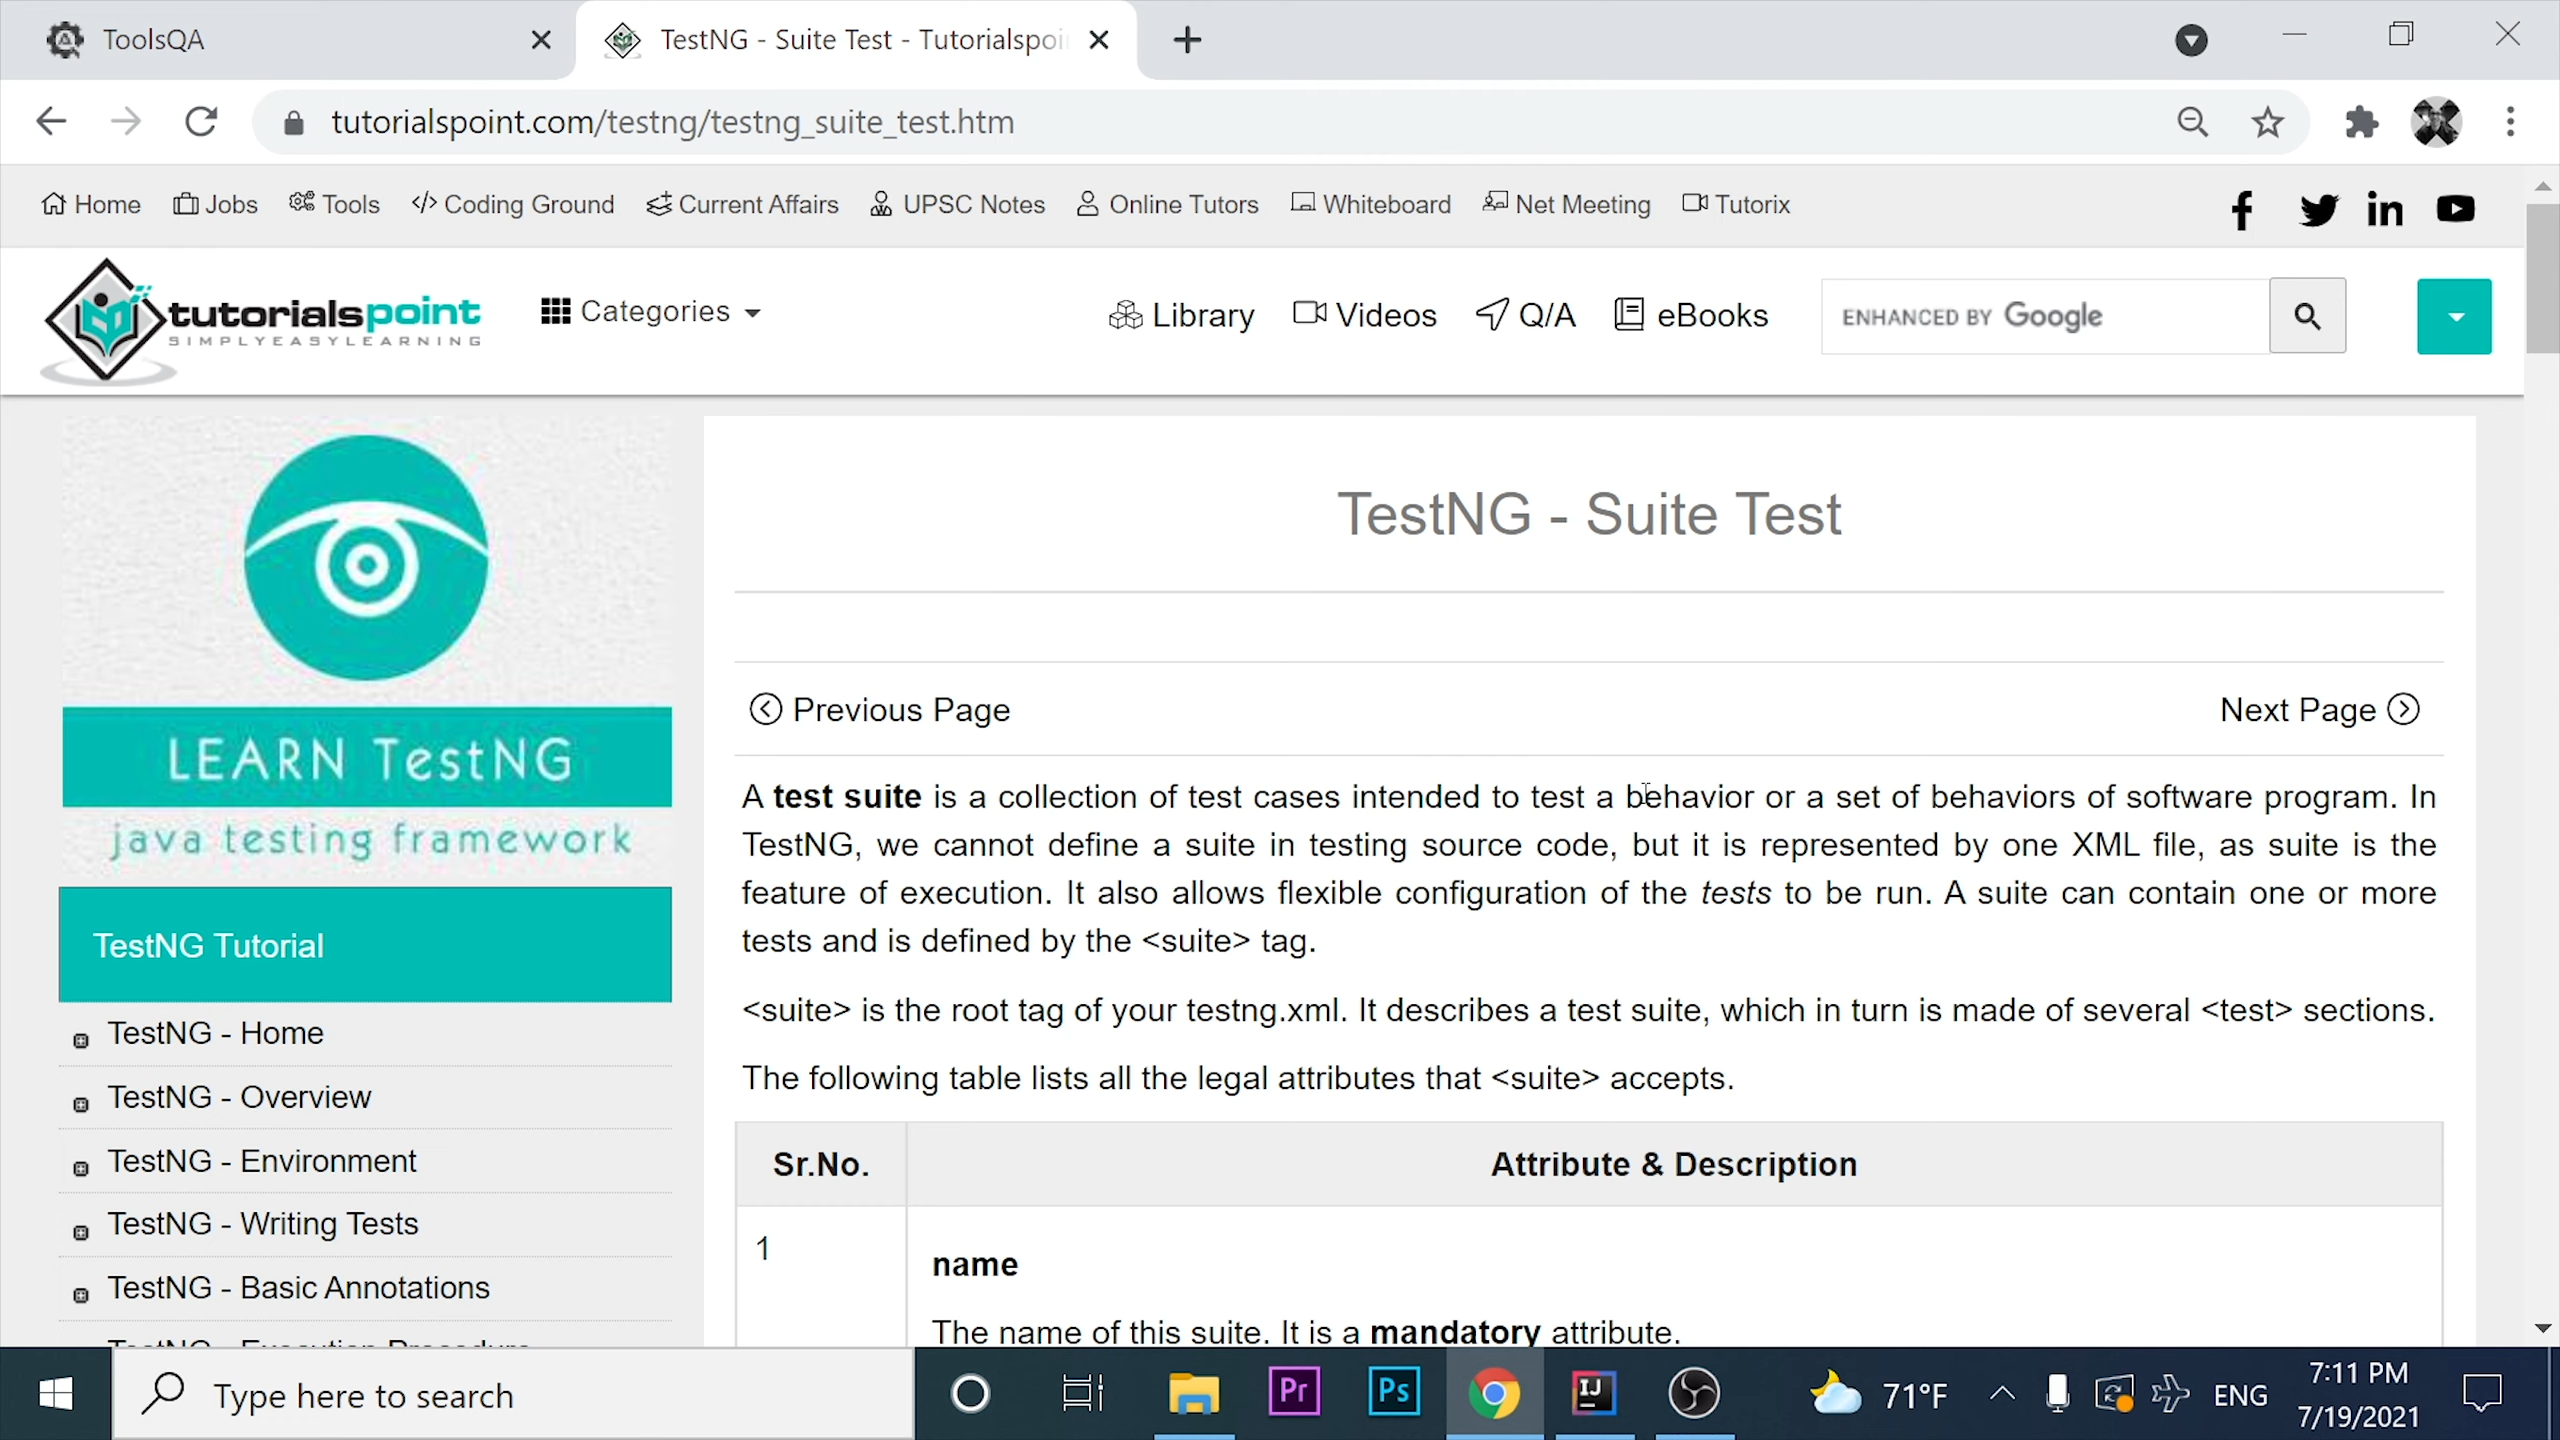 ToolsQA
TestNG - Suite Test - Tutorialspoi
tutorialspoint.com/testng/testng_suite_test.htm
Home Jobs Tools Coding Ground Current Affairs UPSC Notes Online Tutors Whiteboard Net Meeting Tutorix
tutorialspoint
SIMPLYEASYLEARNING
Categories
Library Videos Q/A eBooks
ENHANCED BY Google
LEARN TestNG
java testing framework
TestNG Tutorial
TestNG - Home
TestNG - Overview
TestNG - Environment
TestNG - Writing Tests
TestNG - Basic Annotations
TestNG - Execution Procedure
TestNG - Suite Test
Previous Page
Next Page
A test suite is a collection of test cases intended to test a behavior or a set of behaviors of software program. In
TestNG, we cannot define a suite in testing source code, but it is represented by one XML file, as suite is the
feature of execution. It also allows flexible configuration of the tests to be run. A suite can contain one or more
tests and is defined by the <suite> tag.
<suite> is the root tag of your testng.xml. It describes a test suite, which in turn is made of several <test> sections.
The following table lists all the legal attributes that <suite> accepts.
Sr.No. Attribute & Description
1
name
The name of this suite. It is a mandatory attribute.
Type here to search
Pr
Ps
IJ
71°F
ENG
7:11 PM
7/19/2021